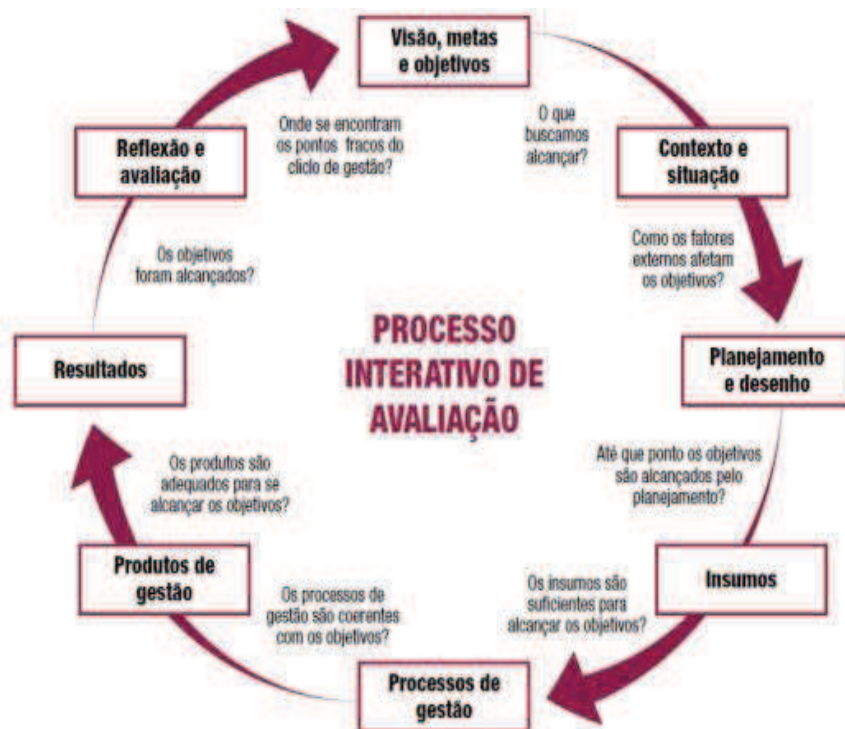 Visão, metas
e objetivos
O que
buscamos
alcançar?
Contexto e
situação
Como os fatores
externos afetam
os objetivos?
Planejamento
e desenho
Até que ponto os objetivos
são alcançados pelo
planejamento?
Insumos
Os insumos são
suficientes para
alcançar os objetivos?
Processos de
gestão
Os processos de
gestão são coerentes
com os objetivos?
Produtos de
gestão
Os produtos são
adequados para se
alcançar os objetivos?
Resultados
Os objetivos
foram alcançados?
Reflexão e
avaliação
Onde se encontram
os pontos fracos do
cliclo de gestão?
PROCESSO
INTERATIVO DE
AVALIAÇÃO